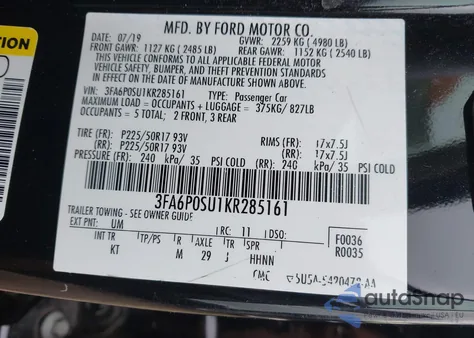 MFD. BY FORD MOTOR CO.
07/19 GVWR: 2259 KG (4980 LB)
FRONT GAWR: 1127 KG (2485 LB) REAR GAWR: 1152 KG (2540 LB)
CONFORMS TO ALL APPLICABLE FEDERAL MOTOR
VEHICLE SAFETY, BUMPER, AND THEFT PREVENTION
STANDARDS IN EFFECT ON THE DATE OF MANUFACTURE
SHOWN ABOVE.
VIN: 3FA6P0SU1KR285161 TYPE: Passenger Car
MAXIMUM LOAD = OCCUPANTS + LUGGAGE = 375KG/827LB
OCCUPANTS = 5 TOTAL: 2 FRONT, 3 REAR
TIRE (FR): P225/50R17 93V RIMS (FR): 17x7.5J
(RR): P225/50R17 93V (RR): 17x7.5J
PRESSURE (FR): 240 kPa/ 35 PSI COLD (RR): 240 kPa/ 35 PSI COLD
3FA6P0SU1KR285161
TRAILER TOWING - SEE OWNER GUIDE
EXT PNT: UM RC: 11 DSO: F0036
R0035
INT TR TP/PS R AXLE TR SPR
KT M 29 J HHNN
autoshop